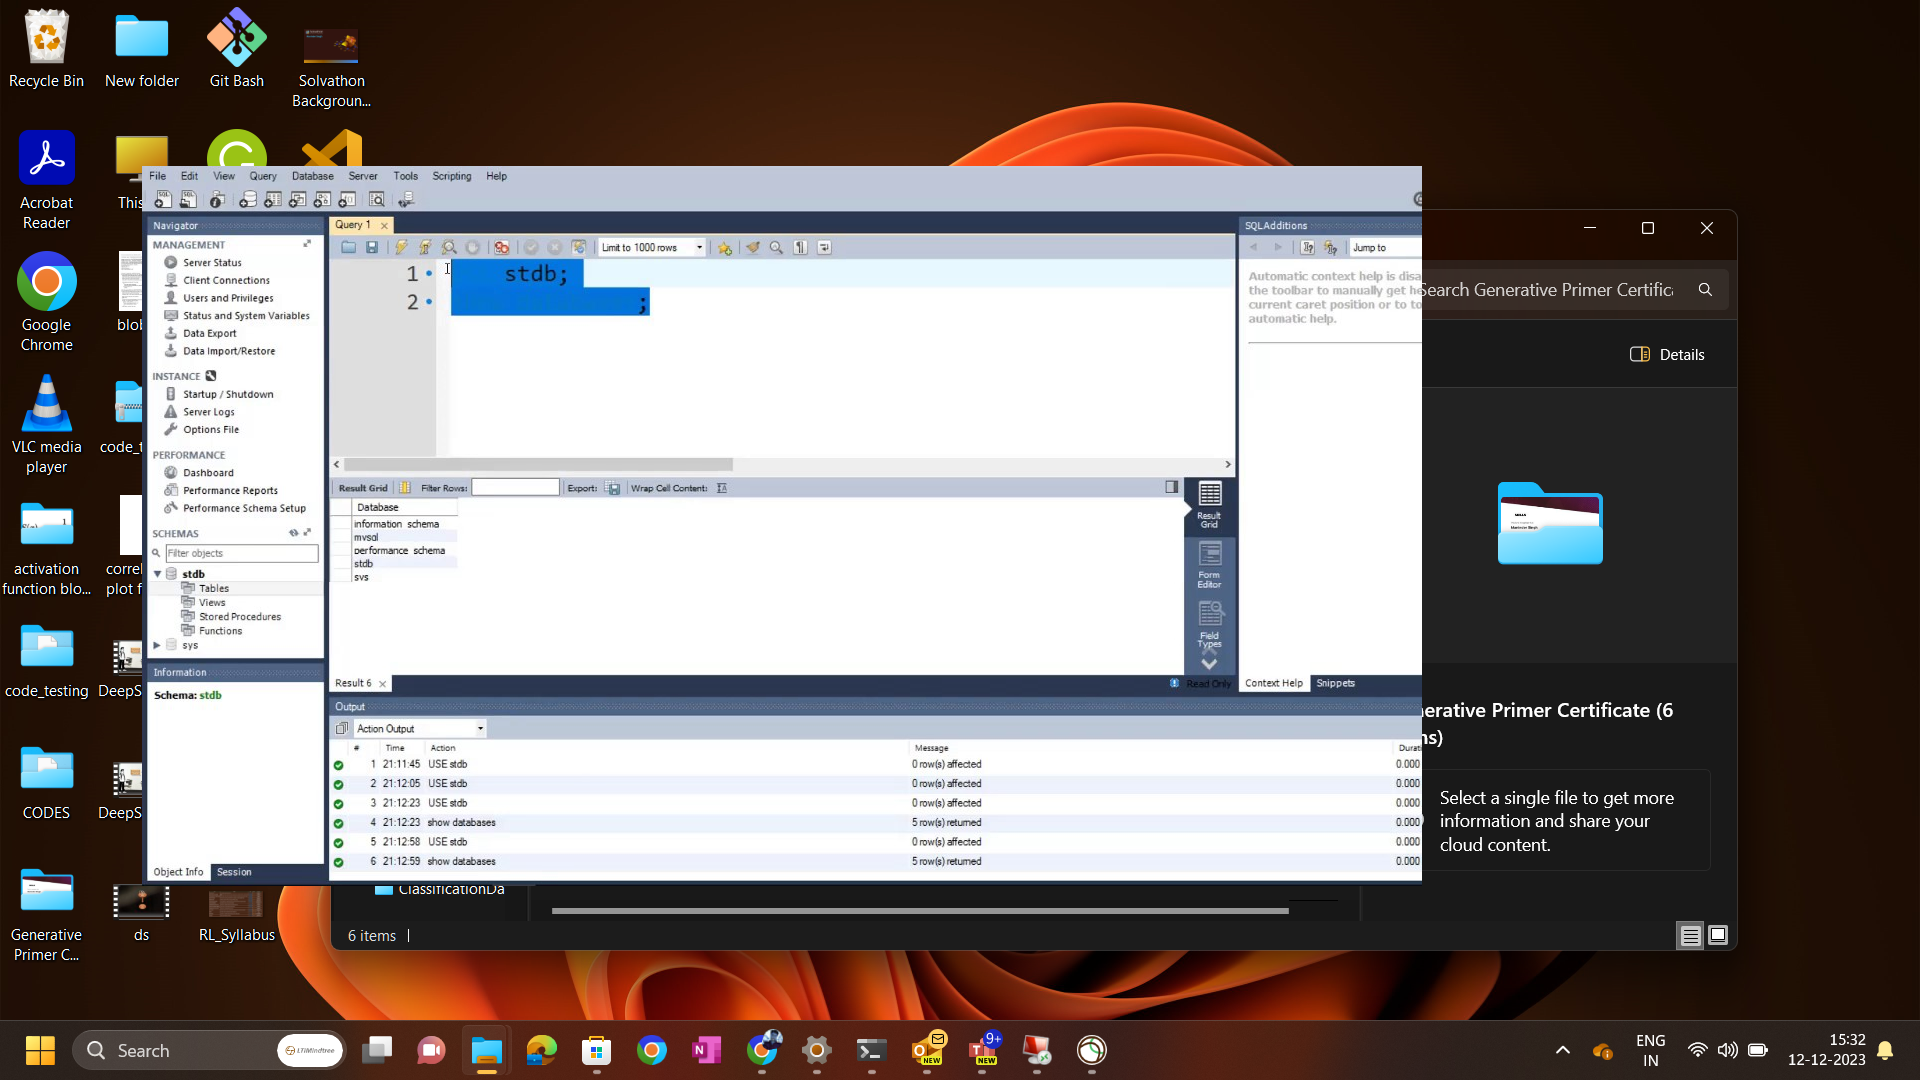 Recycle Bin
New folder
Git Bash
Solvathon
Backgroun...
Acrobat
Reader
This
Google
Chrome
blob
VLC media
player
code_t
activation
function blo...
correl
plot f
code_testing
DeepS
CODES
DeepS
Generative
Primer C...
ds
RL_Syllabus
File Edit View Query Database Server Tools Scripting Help
Navigator
MANAGEMENT
Server Status
Client Connections
Users and Privileges
Status and System Variables
Data Export
Data Import/Restore
INSTANCE
Startup / Shutdown
Server Logs
Options File
PERFORMANCE
Dashboard
Performance Reports
Performance Schema Setup
SCHEMAS
Filter objects
stdb
Tables
Views
Stored Procedures
Functions
sys
Information
Schema: stdb
Object Info Session
Query 1
Limit to 1000 rows
1 stdb;
2 ;
Result Grid Filter Rows: Export: Wrap Cell Content:
Database
information_schema
mysql
performance_schema
stdb
sys
Result
Grid
Form
Editor
Field
Types
Result 6
Read Only
SQLAdditions
Jump to
Automatic context help is disa
the toolbar to manually get he
current caret position or to to
automatic help.
Context Help Snippets
Output
Action Output
# Time Action Message Durati
1 21:11:45 USE stdb 0 row(s) affected 0.000
2 21:12:05 USE stdb 0 row(s) affected 0.000
3 21:12:23 USE stdb 0 row(s) affected 0.000
4 21:12:23 show databases 5 row(s) returned 0.000
5 21:12:58 USE stdb 0 row(s) affected 0.000
6 21:12:59 show databases 5 row(s) returned 0.000
Search Generative Primer Certific
Details
nerative Primer Certificate (6
ms)
Select a single file to get more
information and share your
cloud content.
ClassificationDa
6 items
Search
LTIMindtree
NEW
9+
NEW
ENG
IN
15:32
12-12-2023